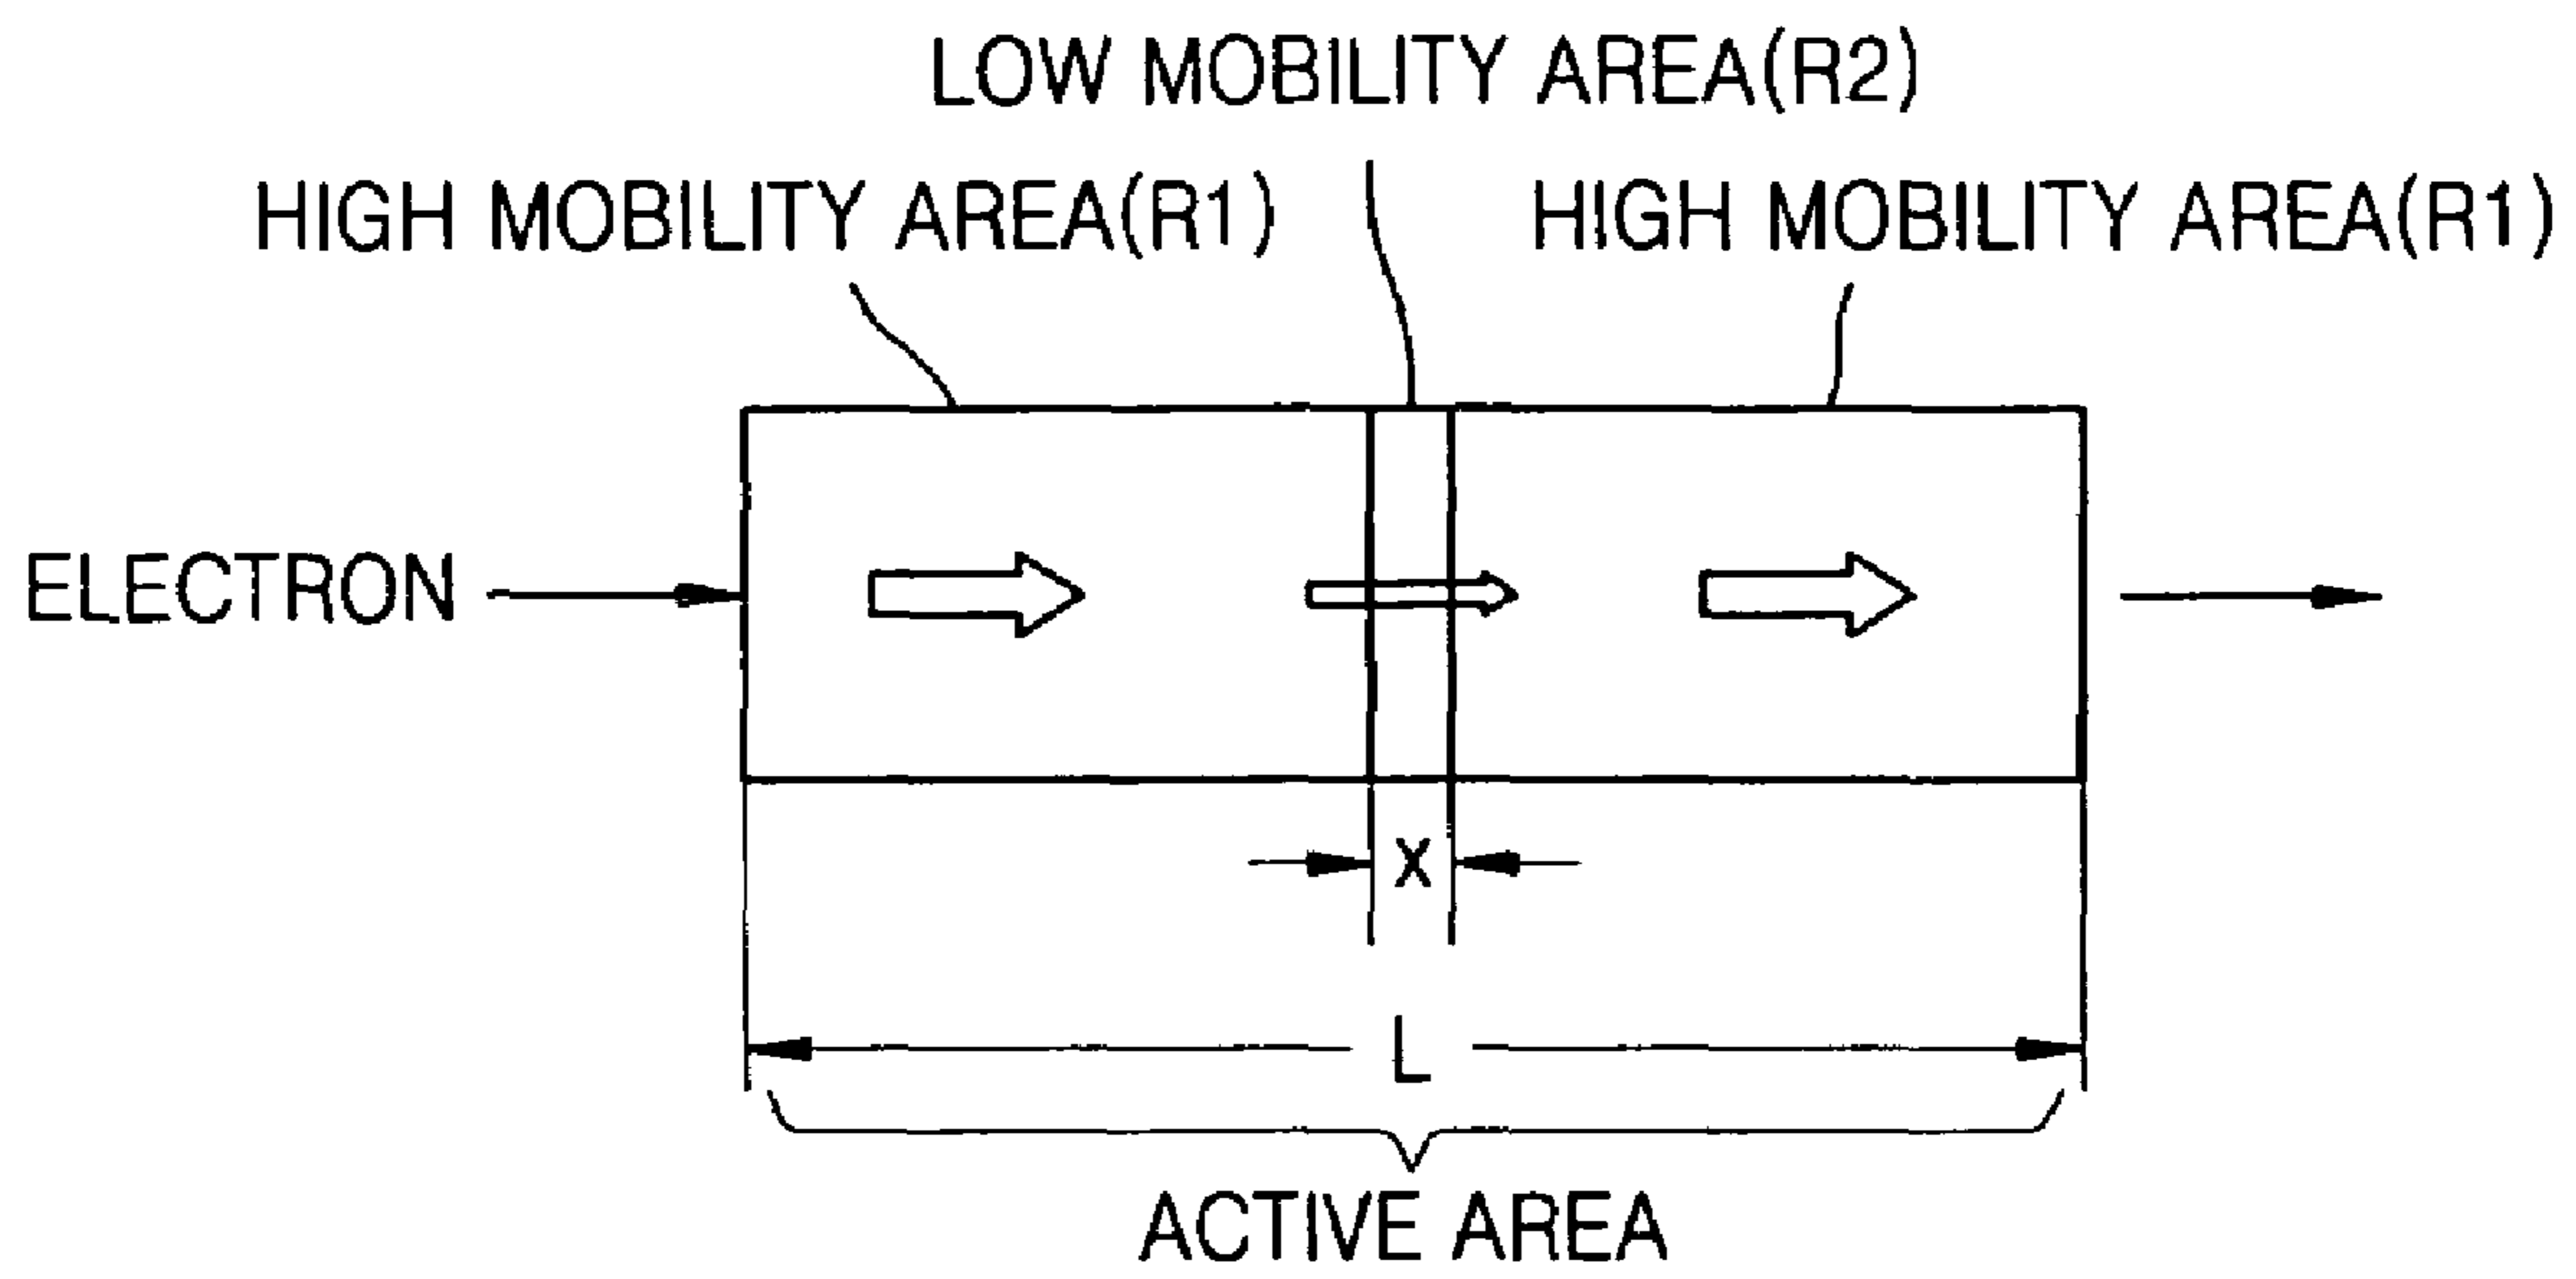 LOW MOBILITY AREA(R2)
HIGH MOBILITY AREA(R1)
HIGH MOBILITY AREA(R1)
ELECTRON
X
L
ACTIVE AREA